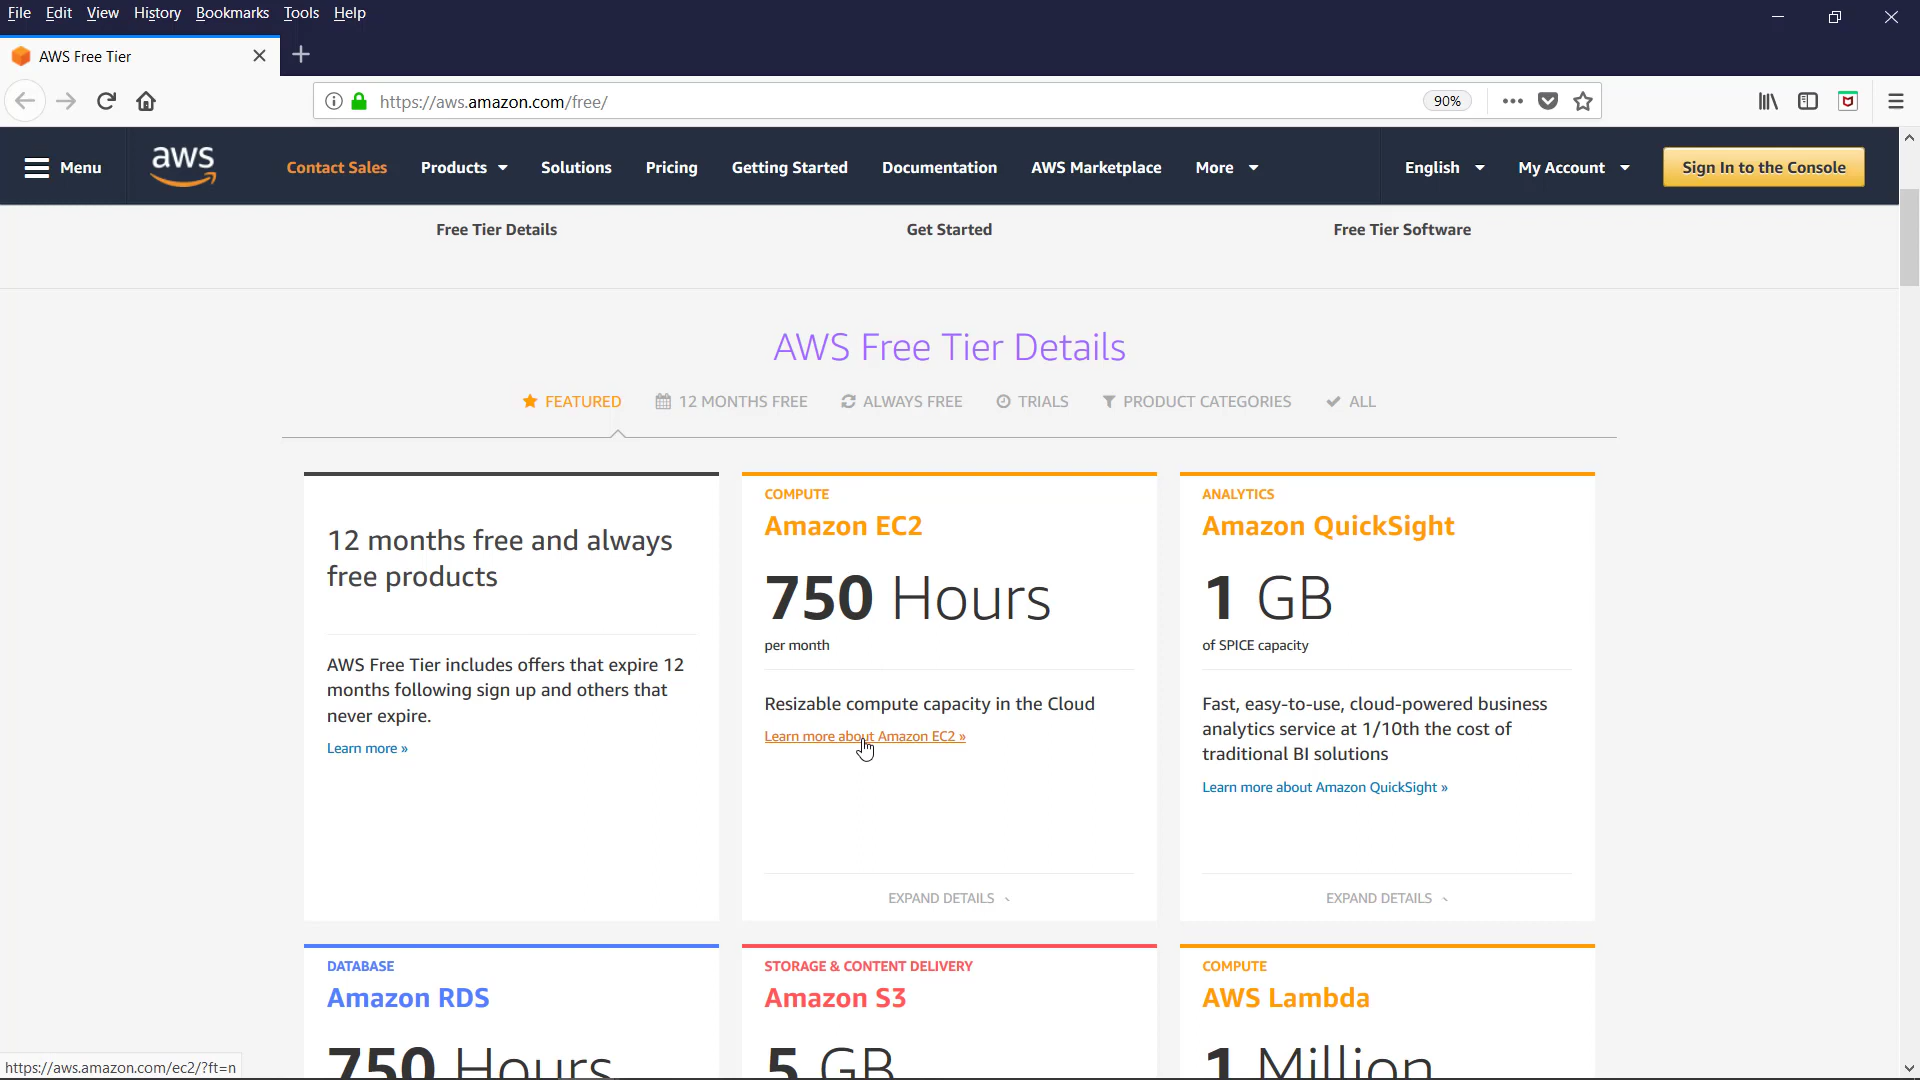 File Edit View History Bookmarks Tools Help
AWS Free Tier
https://aws.amazon.com/free/
90%
Menu
aws
Contact Sales Products Solutions Pricing Getting Started Documentation AWS Marketplace More
English My Account Sign In to the Console
Free Tier Details Get Started Free Tier Software
AWS Free Tier Details
FEATURED 12 MONTHS FREE ALWAYS FREE TRIALS PRODUCT CATEGORIES ALL
12 months free and always
free products
AWS Free Tier includes offers that expire 12
months following sign up and others that
never expire.
Learn more »
COMPUTE
Amazon EC2
750 Hours
per month
Resizable compute capacity in the Cloud
Learn more about Amazon EC2 »
EXPAND DETAILS
ANALYTICS
Amazon QuickSight
1 GB
of SPICE capacity
Fast, easy-to-use, cloud-powered business
analytics service at 1/10th the cost of
traditional BI solutions
Learn more about Amazon QuickSight »
EXPAND DETAILS
DATABASE
Amazon RDS
750 Hours
STORAGE & CONTENT DELIVERY
Amazon S3
5 GB
COMPUTE
AWS Lambda
1 Million
https://aws.amazon.com/ec2/?ft=n